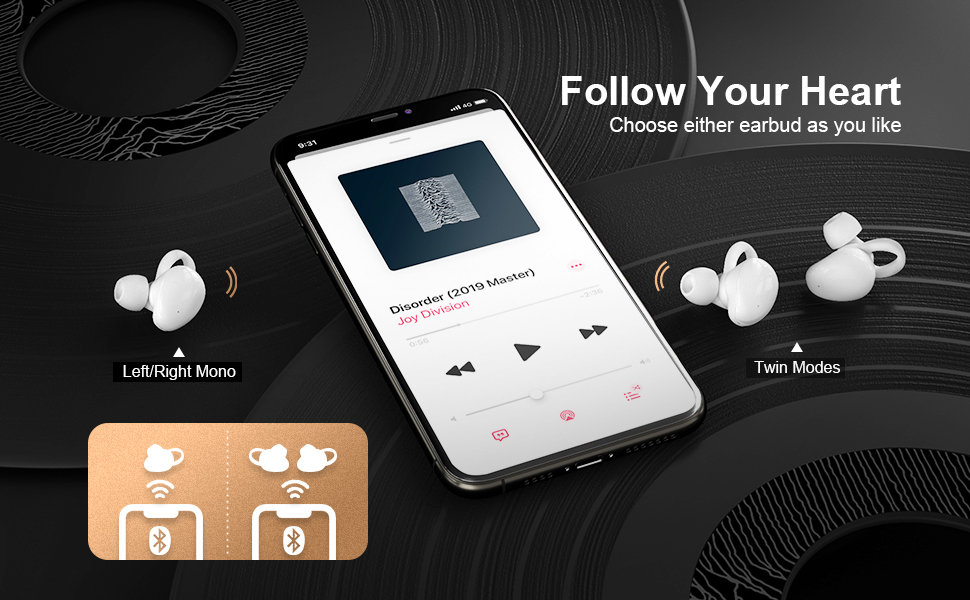 Follow Your Heart
Choose either earbud as you like
9:31
4G
Disorder (2019 Master)
Joy Division
0:56
-2:36
Left/Right Mono
Twin Modes